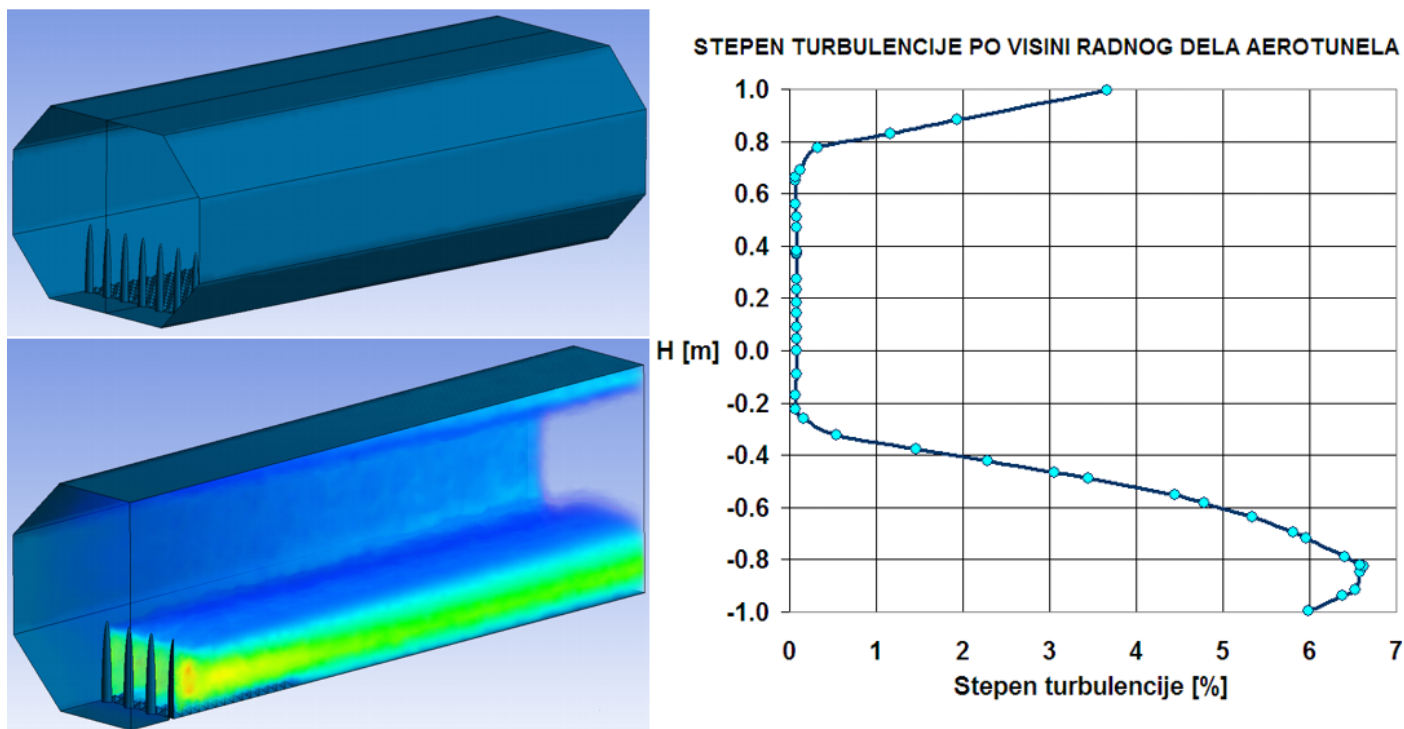 STEPEN TURBULENCIJE PO VISINI RADNOG DELA AEROTUNELA
1.0
0.8
0.6
0.4
0.2
H [m] 0.0
-0.2
-0.4
-0.6
-0.8
-1.0
0 1 2 3 4 5 6 7
Stepen turbulencije [%]